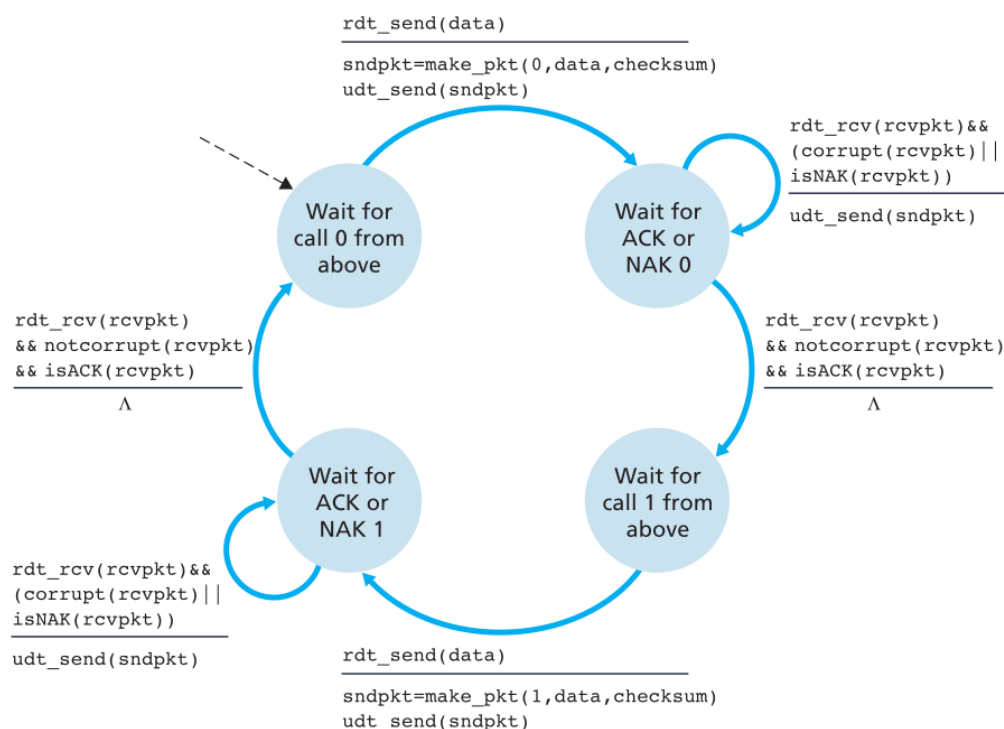 rdt_send(data)
sndpkt=make_pkt(0,data,checksum)
udt_send(sndpkt)
rdt_rcv(rcvpkt)&&
(corrupt(rcvpkt)||
isNAK(rcvpkt))
udt_send(sndpkt)
Wait for
call 0 from
above
Wait for
ACK or
NAK 0
rdt_rcv(rcvpkt)
&& notcorrupt(rcvpkt)
&& isACK(rcvpkt)
Λ
rdt_rcv(rcvpkt)
&& notcorrupt(rcvpkt)
&& isACK(rcvpkt)
Λ
Wait for
ACK or
NAK 1
Wait for
call 1 from
above
rdt_rcv(rcvpkt)&&
(corrupt(rcvpkt)||
isNAK(rcvpkt))
udt_send(sndpkt)
rdt_send(data)
sndpkt=make_pkt(1,data,checksum)
udt_send(sndpkt)